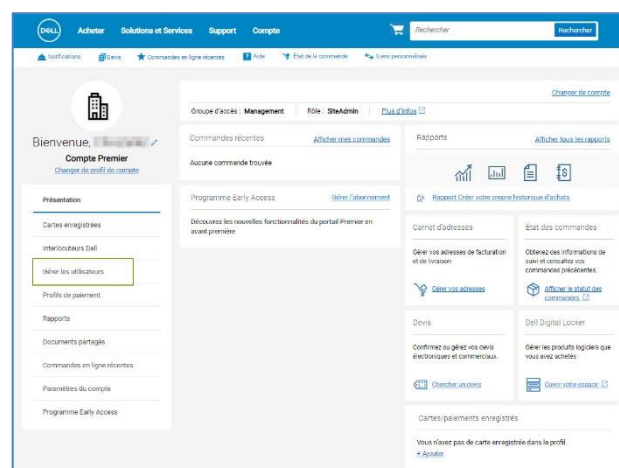 DELL
Acheter
Solutions et Services
Support
Compte
Rechercher
Rechercher
Notifications
Devis
Commandes en ligne récentes
Aide
État de la commande
Liens personnalisés
Changer de compte
Groupe d'accès : Management
Rôle : SiteAdmin
Plus d'infos
Bienvenue,
Compte Premier
Changer de profil de compte
Présentation
Cartes enregistrées
Interlocuteurs Dell
Gérer les utilisateurs
Profils de paiement
Rapports
Documents partagés
Commandes en ligne récentes
Paramètres du compte
Programme Early Access
Commandes récentes
Afficher mes commandes
Aucune commande trouvée
Programme Early Access
Gérer l'abonnement
Découvrez les nouvelles fonctionnalités du portail Premier en
avant première
Rapports
Afficher tous les rapports
Rapport Créer votre propre historique d'achats
Carnet d'adresses
Gérer vos adresses de facturation
et de livraison
Gérer vos adresses
État des commandes
Obtenez des informations de
suivi et consultez vos
commandes précédentes.
Afficher le statut des
commandes
Devis
Confirmez ou gérez vos devis
électroniques et commerciaux.
Chercher un devis
Dell Digital Locker
Gérer les produits logiciels que
vous avez achetés
Ouvrir votre espace
Cartes/paiements enregistrés
Vous n'avez pas de carte enregistrée dans le profil
+ Ajouter